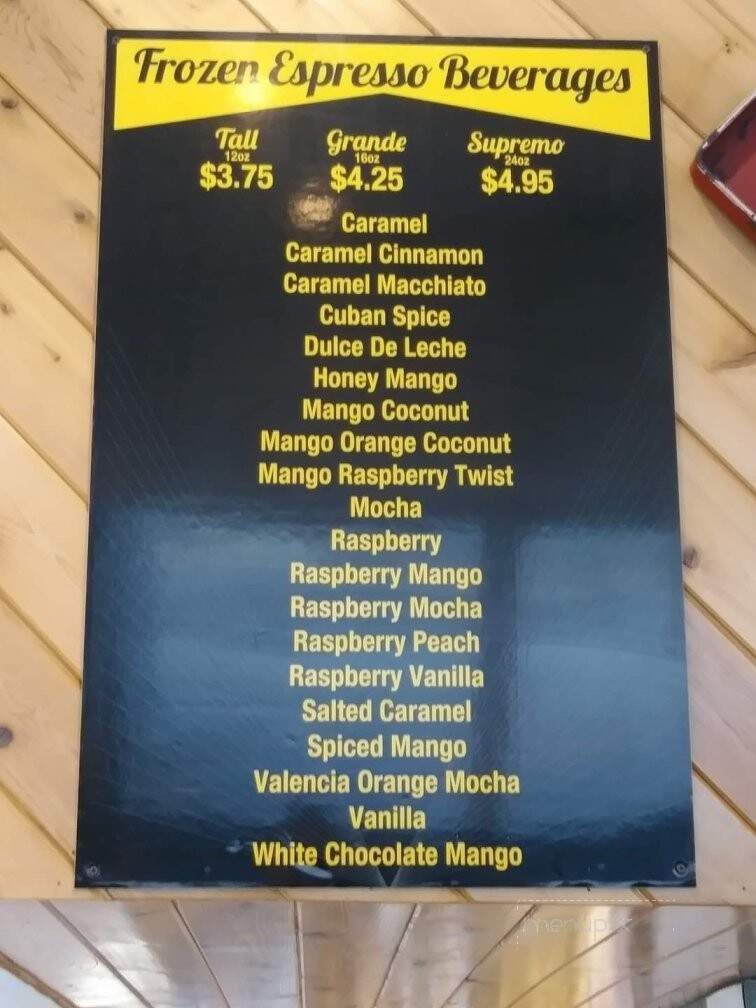 Frozen Espresso Beverages
Tall Grande Supremo
12oz 16oz 24oz
$3.75 $4.25 $4.95
Caramel
Caramel Cinnamon
Caramel Macchiato
Cuban Spice
Dulce De Leche
Honey Mango
Mango Coconut
Mango Orange Coconut
Mango Raspberry Twist
Mocha
Raspberry
Raspberry Mango
Raspberry Mocha
Raspberry Peach
Raspberry Vanilla
Salted Caramel
Spiced Mango
Valencia Orange Mocha
Vanilla
White Chocolate Mango